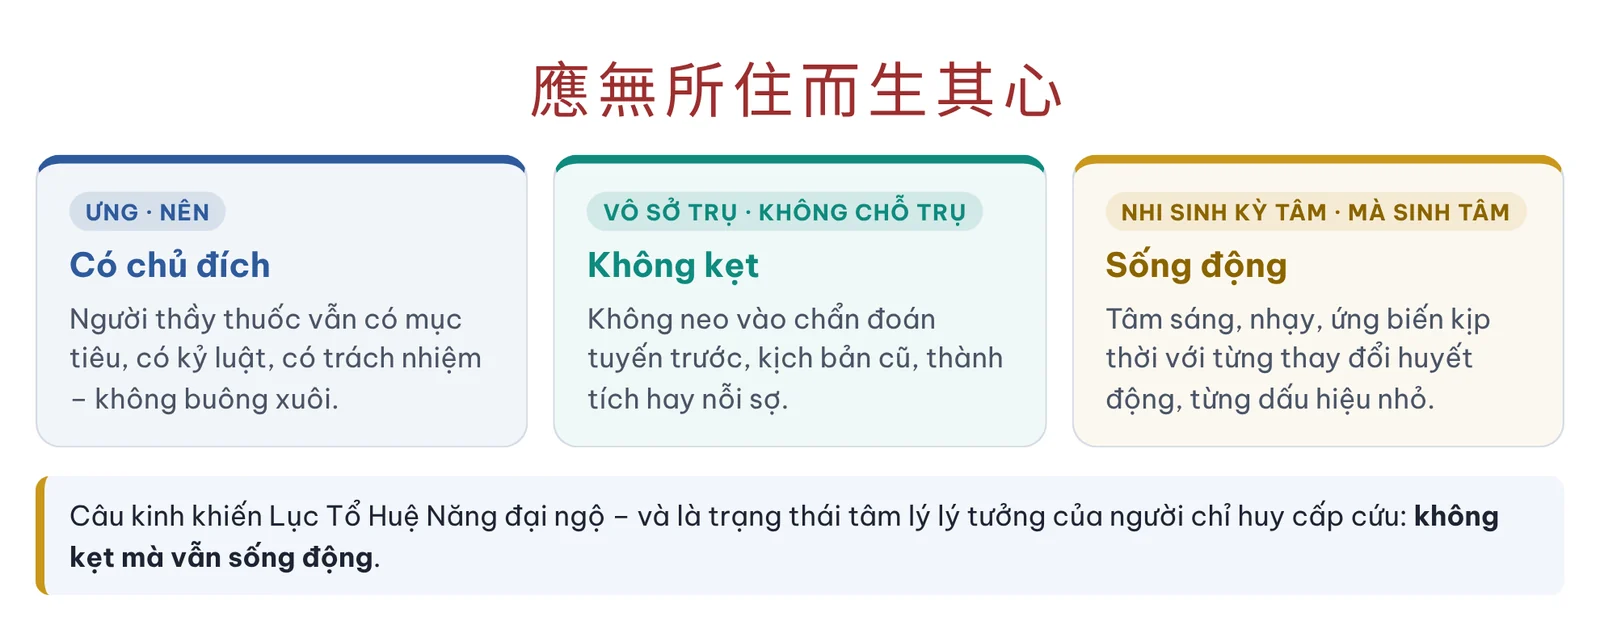 應無所住而生其心
ƯNG · NÊN
Có chủ đích
Người thầy thuốc vẫn có mục
tiêu, có kỷ luật, có trách nhiệm
– không buông xuôi.
VÔ SỞ TRỤ · KHÔNG CHỖ TRỤ
Không kẹt
Không neo vào chẩn đoán
tuyến trước, kịch bản cũ, thành
tích hay nỗi sợ.
NHI SINH KỲ TÂM · MÀ SINH TÂM
Sống động
Tâm sáng, nhạy, ứng biến kịp
thời với từng thay đổi huyết
động, từng dấu hiệu nhỏ.
Câu kinh khiến Lục Tổ Huệ Năng đại ngộ – và là trạng thái tâm lý lý tưởng của người chỉ huy cấp cứu: không
kẹt mà vẫn sống động.